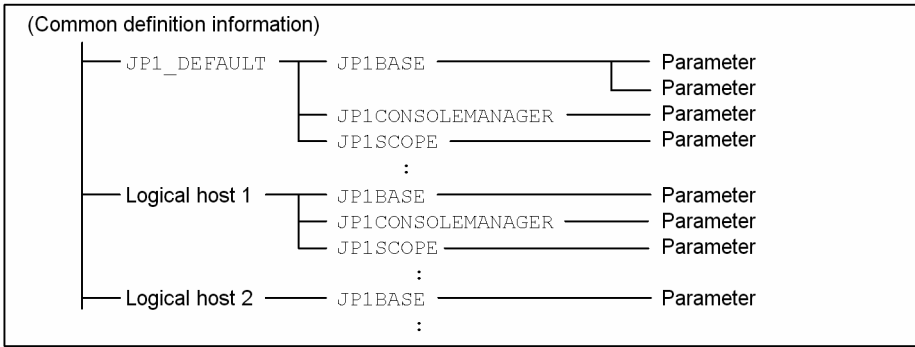 (Common definition information)
JP1_DEFAULT JP1BASE Parameter
Parameter
JP1CONSOLEMANAGER Parameter
JP1SCOPE Parameter
:
Logical host 1 JP1BASE Parameter
JP1CONSOLEMANAGER Parameter
JP1SCOPE Parameter
:
Logical host 2 JP1BASE Parameter
: